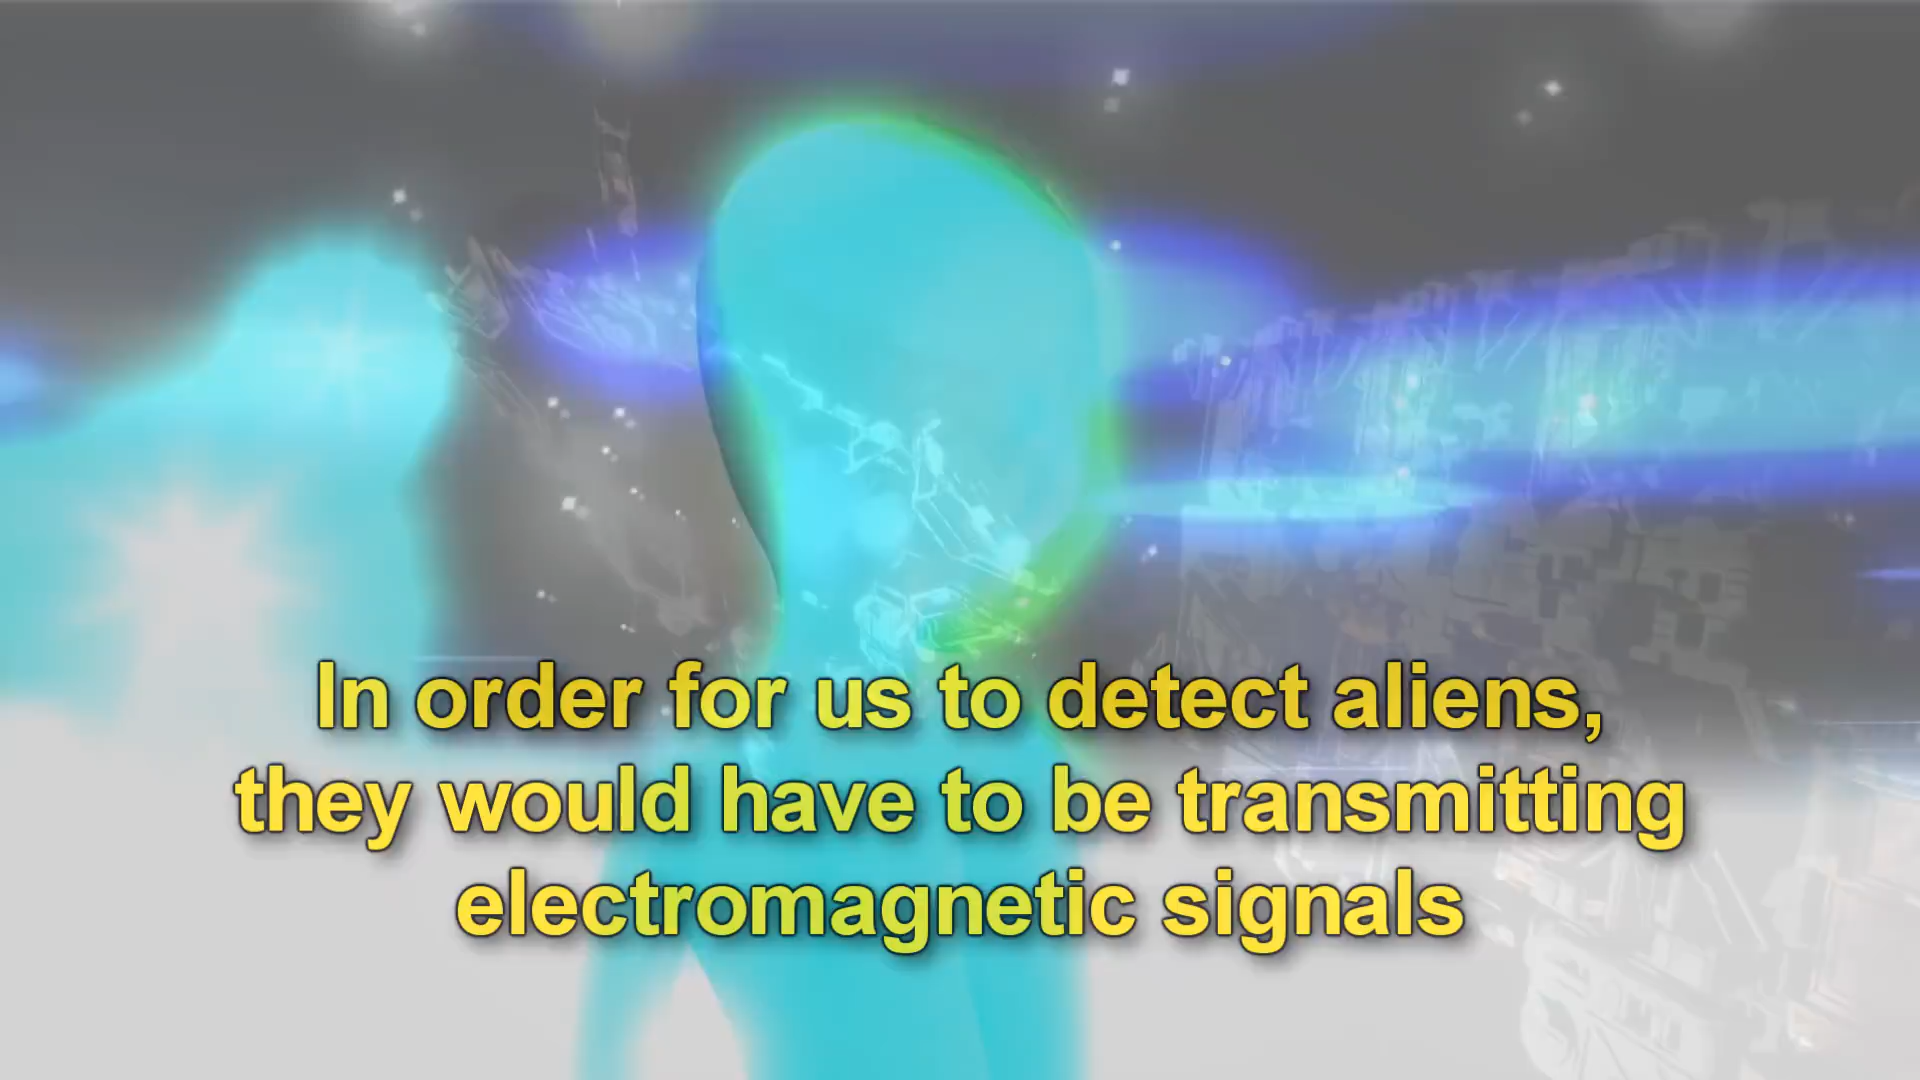 In order for us to detect aliens,
they would have to be transmitting
electromagnetic signals